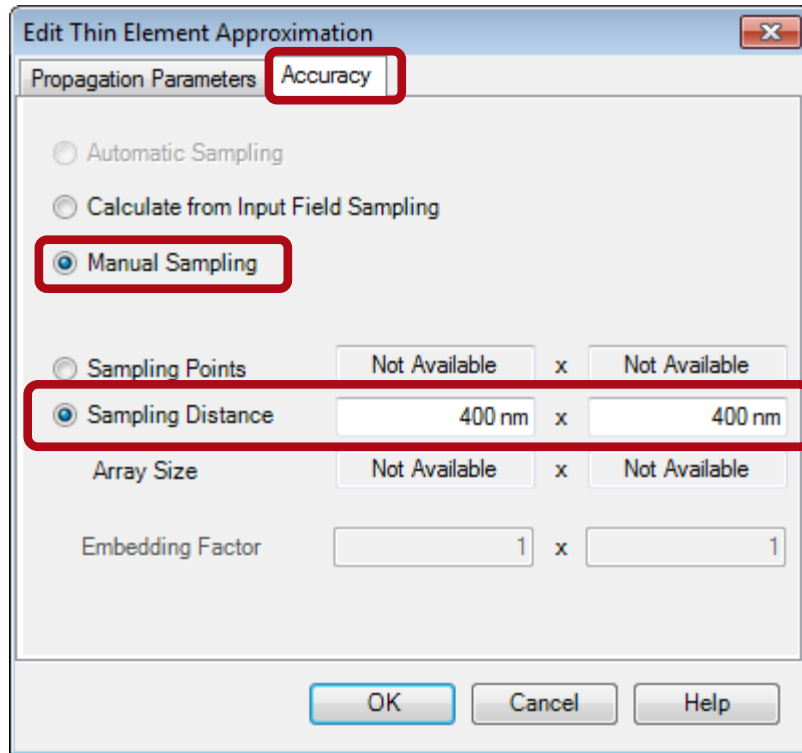 Edit Thin Element Approximation
Propagation Parameters Accuracy
Automatic Sampling
Calculate from Input Field Sampling
Manual Sampling
Sampling Points Not Available x Not Available
Sampling Distance 400 nm x 400 nm
Array Size Not Available x Not Available
Embedding Factor 1 x 1
OK Cancel Help